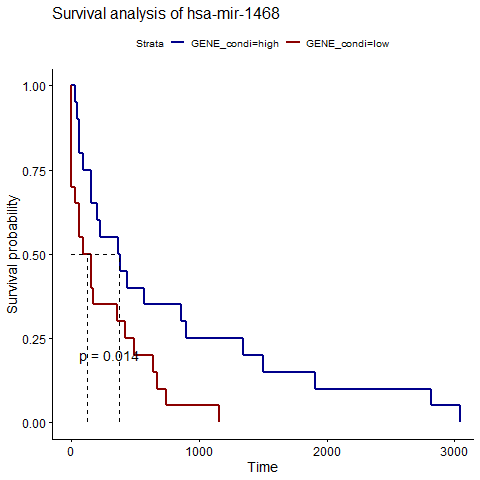 Survival analysis of hsa-mir-1468
Strata GENE_condi=high GENE_condi=low
1.00
0.75
0.50
0.25
0.00
Survival probability
p = 0.014
0 1000 2000 3000
Time